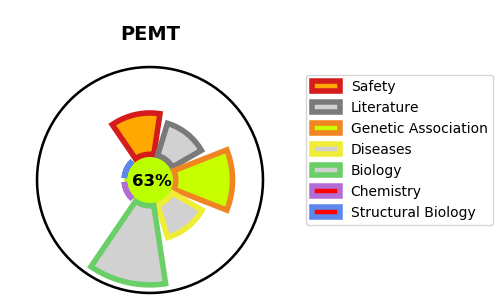 PEMT
63%
Safety
Literature
Genetic Association
Diseases
Biology
Chemistry
Structural Biology